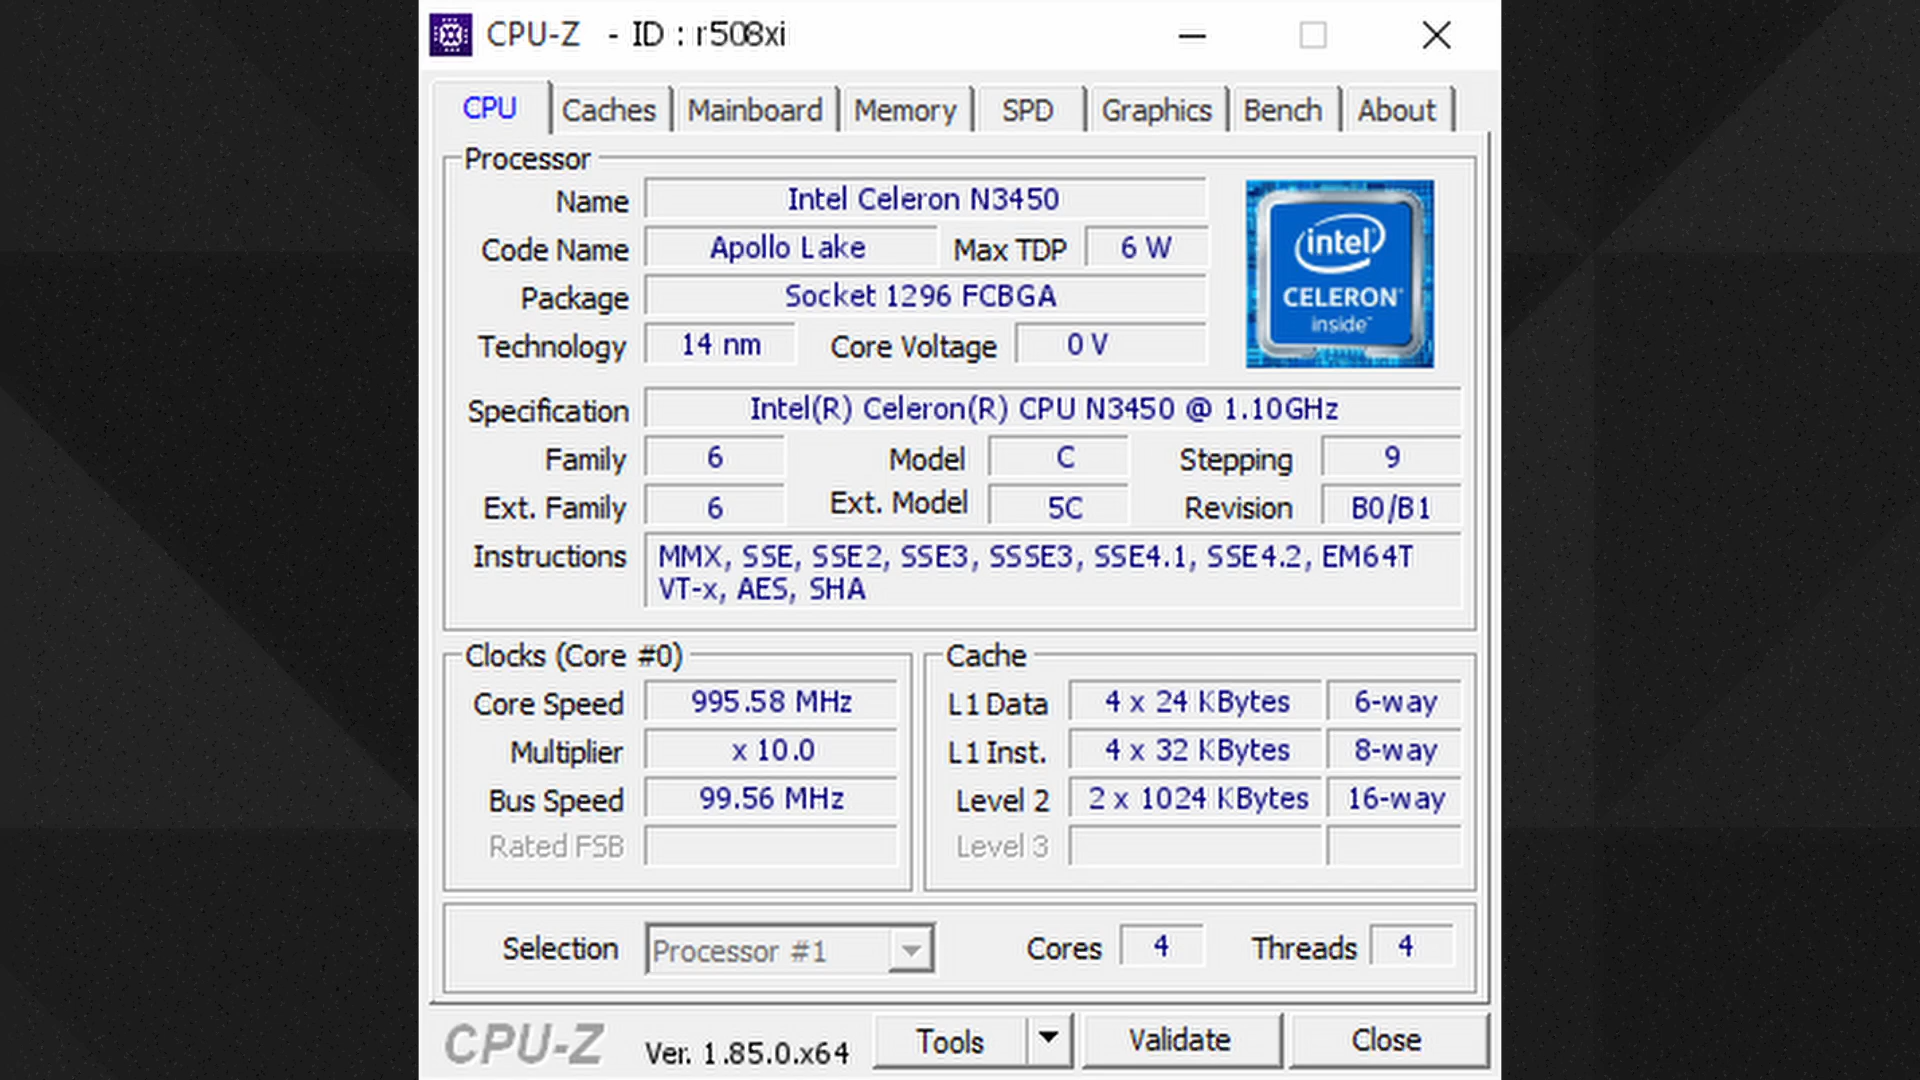 CPU-Z - ID : r508xi
CPU Caches Mainboard Memory SPD Graphics Bench About
Processor
Name Intel Celeron N3450
Code Name Apollo Lake Max TDP 6 W
Package Socket 1296 FCBGA
Technology 14 nm Core Voltage 0 V
intel
CELERON®
inside™
Specification Intel(R) Celeron(R) CPU N3450 @ 1.10GHz
Family 6 Model C Stepping 9
Ext. Family 6 Ext. Model 5C Revision B0/B1
Instructions MMX, SSE, SSE2, SSE3, SSSE3, SSE4.1, SSE4.2, EM64T
VT-x, AES, SHA
Clocks (Core #0)
Core Speed 995.58 MHz
Multiplier x 10.0
Bus Speed 99.56 MHz
Rated FSB
Cache
L1 Data 4 x 24 KBytes 6-way
L1 Inst. 4 x 32 KBytes 8-way
Level 2 2 x 1024 KBytes 16-way
Level 3
Selection Processor #1 Cores 4 Threads 4
CPU-Z Ver. 1.85.0.x64 Tools Validate Close